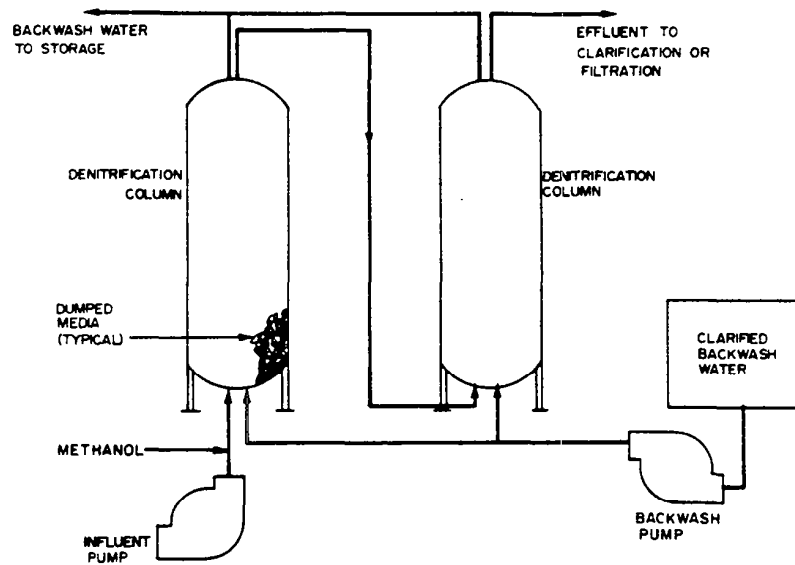 BACKWASH WATER
TO STORAGE
EFFLUENT TO
CLARIFICATION OR
FILTRATION
DENITRIFICATION
COLUMN
DENITRIFICATION
COLUMN
DUMPED
MEDIA
(TYPICAL)
CLARIFIED
BACKWASH
WATER
METHANOL
INFLUENT
PUMP
BACKWASH
PUMP